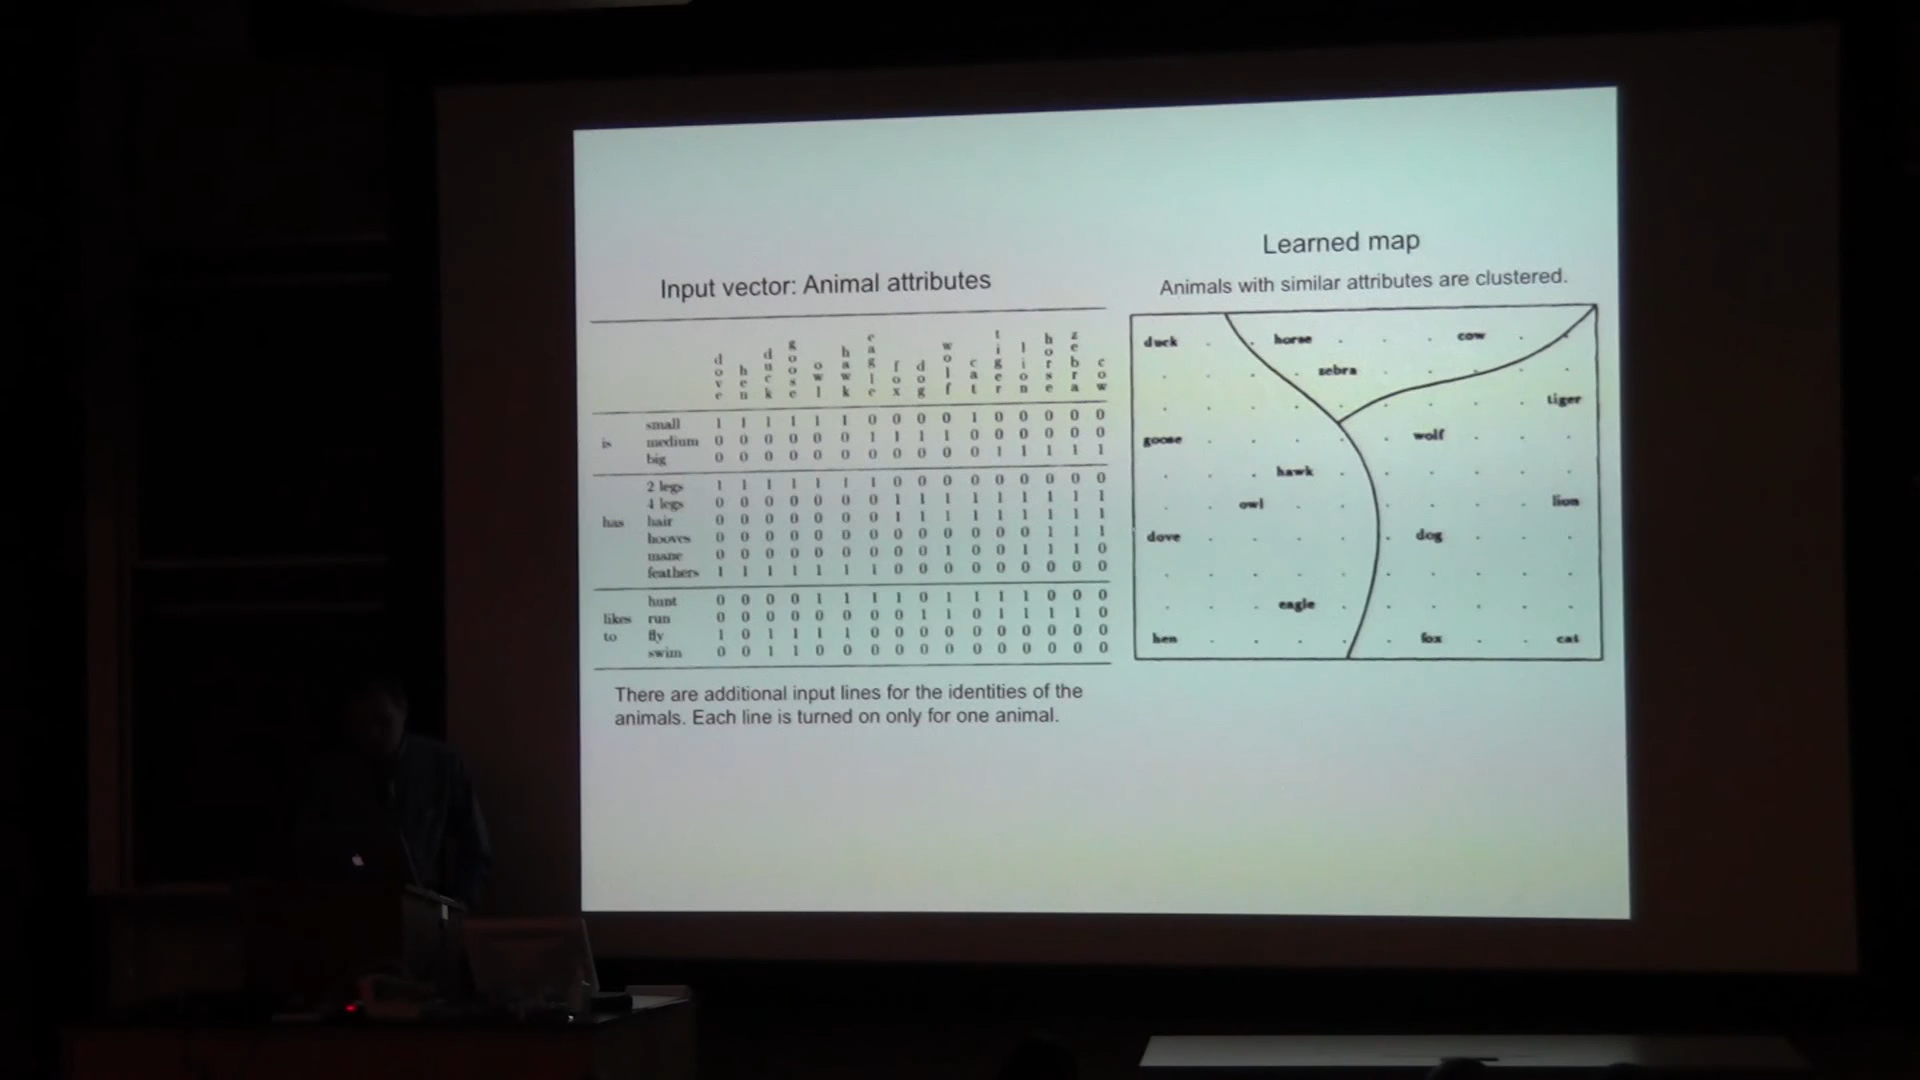 Input vector: Animal attributes
dove hen duck goose owl hawk eagle fox dog wolf cat tiger lion horse zebra cow
is
small 1 1 1 1 1 1 0 0 0 0 1 0 0 0 0 0
medium 0 0 0 0 0 0 1 1 1 1 0 0 0 0 0 0
big 0 0 0 0 0 0 0 0 0 0 0 1 1 1 1 1
has
2 legs 1 1 1 1 1 1 1 0 0 0 0 0 0 0 0 0
4 legs 0 0 0 0 0 0 0 1 1 1 1 1 1 1 1 1
hair 0 0 0 0 0 0 0 1 1 1 1 1 1 1 1 1
hooves 0 0 0 0 0 0 0 0 0 0 0 0 0 1 1 1
mane 0 0 0 0 0 0 0 0 0 1 0 0 1 1 1 0
feathers 1 1 1 1 1 1 1 0 0 0 0 0 0 0 0 0
likes to
hunt 0 0 0 0 1 1 1 1 0 1 1 1 1 0 0 0
run 0 0 0 0 0 0 0 0 1 1 0 1 1 1 1 0
fly 1 0 1 1 1 1 0 0 0 0 0 0 0 0 0 0
swim 0 0 1 1 0 0 0 0 0 0 0 0 0 0 0 0
There are additional input lines for the identities of the
animals. Each line is turned on only for one animal.
Learned map
Animals with similar attributes are clustered.
duck horse cow
zebra
tiger
goose wolf
hawk
owl lion
dove dog
eagle
hen fox cat